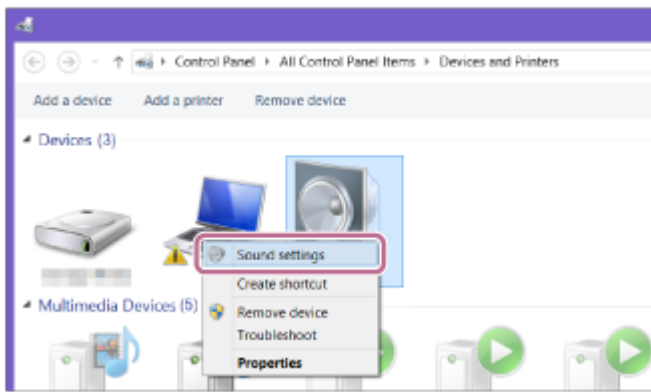 Control Panel ▸ All Control Panel Items ▸ Devices and Printers
Add a device Add a printer Remove device
Devices (3)
Sound settings
Create shortcut
Multimedia Devices (5)
Remove device
Troubleshoot
Properties